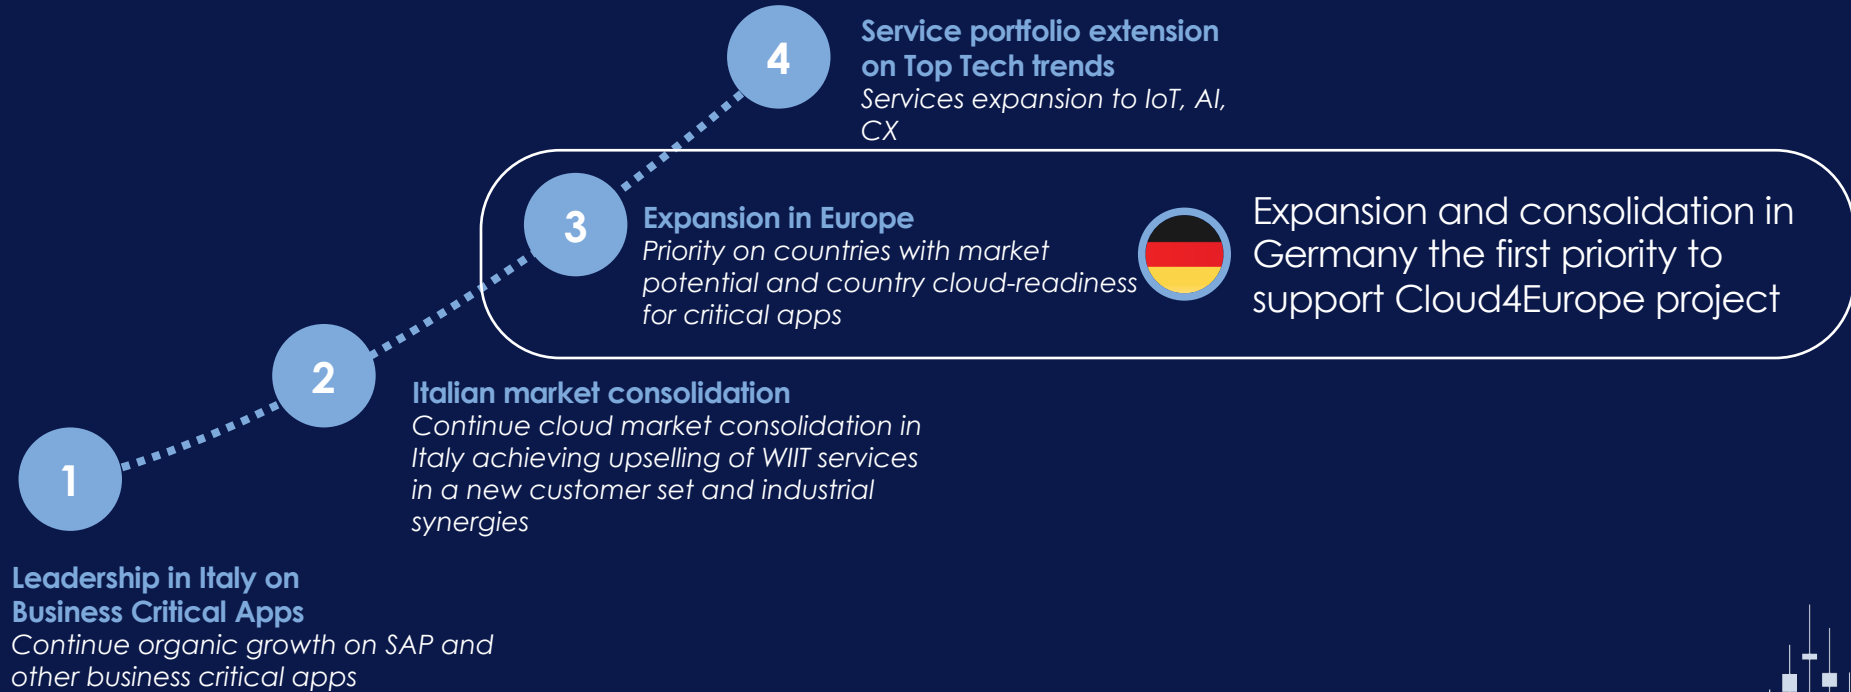 4
Service portfolio extension
on Top Tech trends
Services expansion to IoT, AI,
CX
3
Expansion in Europe
Priority on countries with market
potential and country cloud-readiness
for critical apps
Expansion and consolidation in
Germany the first priority to
support Cloud4Europe project
2
Italian market consolidation
Continue cloud market consolidation in
Italy achieving upselling of WIIT services
in a new customer set and industrial
synergies
1
Leadership in Italy on
Business Critical Apps
Continue organic growth on SAP and
other business critical apps